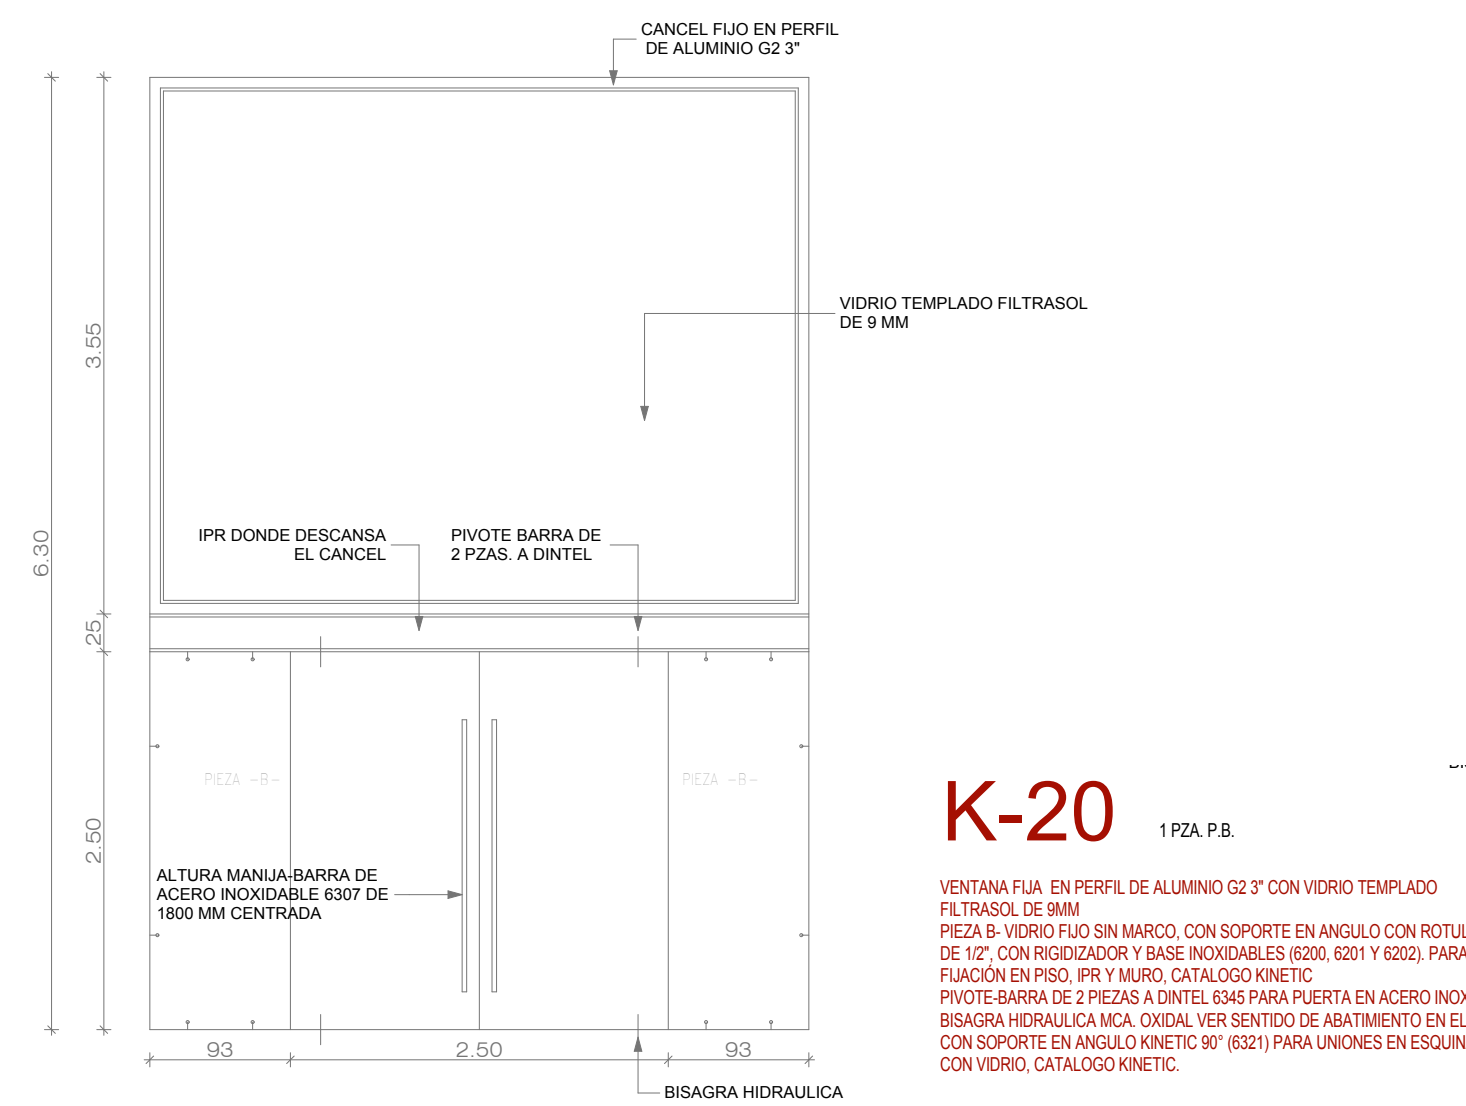 CANCEL FIJO EN PERFIL
DE ALUMINIO G2 3"
VIDRIO TEMPLADO FILTRASOL
DE 9 MM
3.55
6.30
IPR DONDE DESCANSA
EL CANCEL
PIVOTE BARRA DE
2 PZAS. A DINTEL
25
PIEZA -B-
PIEZA -B-
2.50
ALTURA MANIJA-BARRA DE
ACERO INOXIDABLE 6307 DE
1800 MM CENTRADA
93
2.50
93
BISAGRA HIDRAULICA
K-20
1 PZA. P.B.
VENTANA FIJA EN PERFIL DE ALUMINIO G2 3" CON VIDRIO TEMPLADO
FILTRASOL DE 9MM
PIEZA B- VIDRIO FIJO SIN MARCO, CON SOPORTE EN ANGULO CON ROTUL
DE 1/2", CON RIGIDIZADOR Y BASE INOXIDABLES (6200, 6201 Y 6202). PARA
FIJACIÓN EN PISO, IPR Y MURO, CATALOGO KINETIC
PIVOTE-BARRA DE 2 PIEZAS A DINTEL 6345 PARA PUERTA EN ACERO INOX
BISAGRA HIDRAULICA MCA. OXIDAL VER SENTIDO DE ABATIMIENTO EN EL
CON SOPORTE EN ANGULO KINETIC 90° (6321) PARA UNIONES EN ESQUIN
CON VIDRIO, CATALOGO KINETIC.